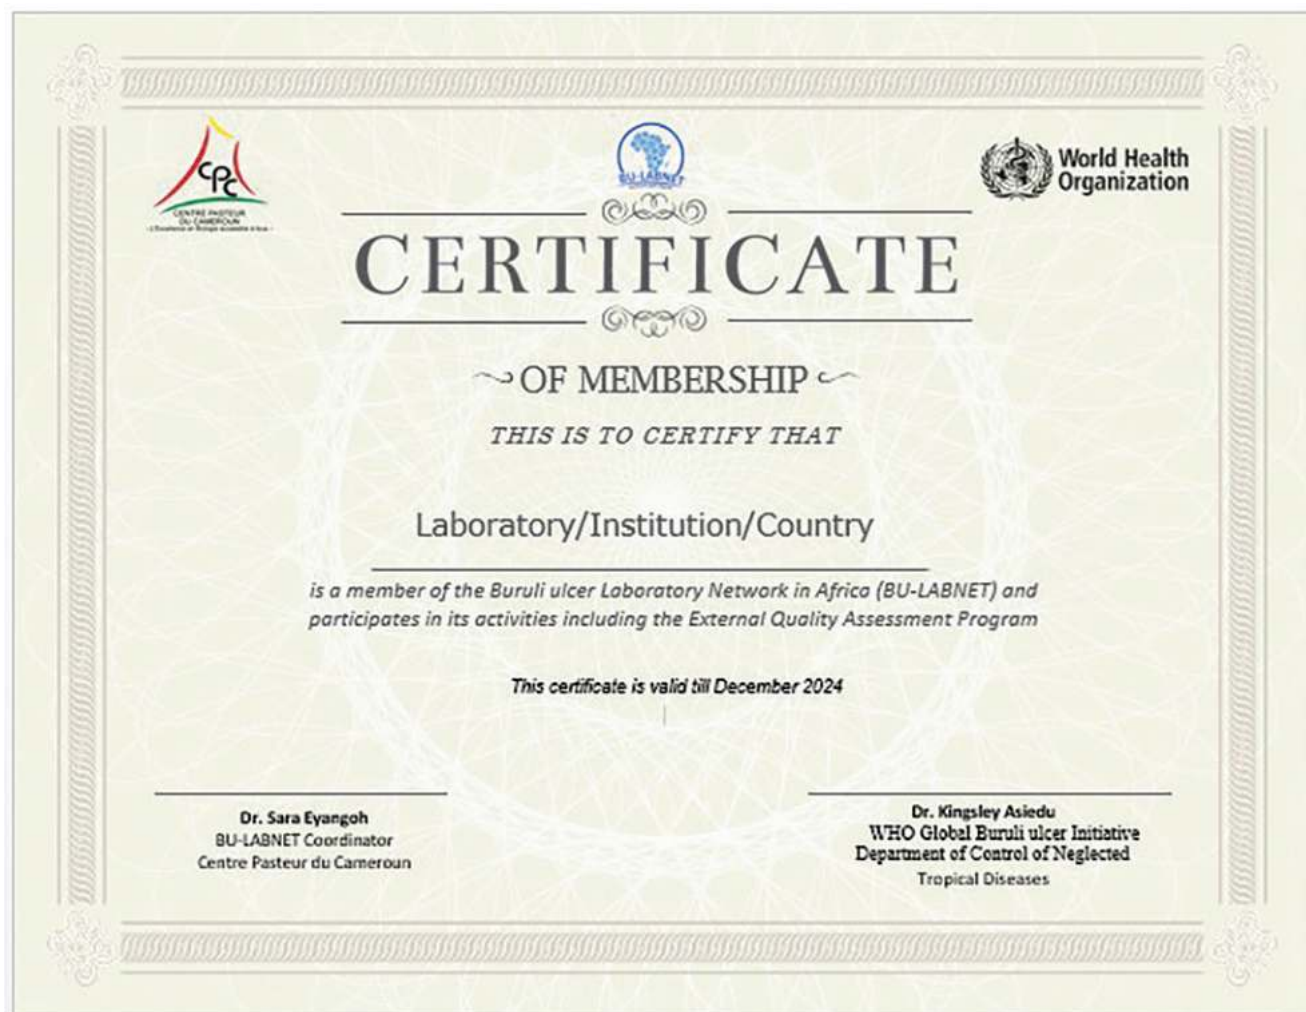 CPC
CENTRE PASTEUR
DU CAMEROUN
BU-LABNET
World Health
Organization
CERTIFICATE
OF MEMBERSHIP
THIS IS TO CERTIFY THAT
Laboratory/Institution/Country
is a member of the Buruli ulcer Laboratory Network in Africa (BU-LABNET) and
participates in its activities including the External Quality Assessment Program
This certificate is valid till December 2024
Dr. Sara Eyangoh
BU-LABNET Coordinator
Centre Pasteur du Cameroun
Dr. Kingsley Asiedu
WHO Global Buruli ulcer Initiative
Department of Control of Neglected
Tropical Diseases